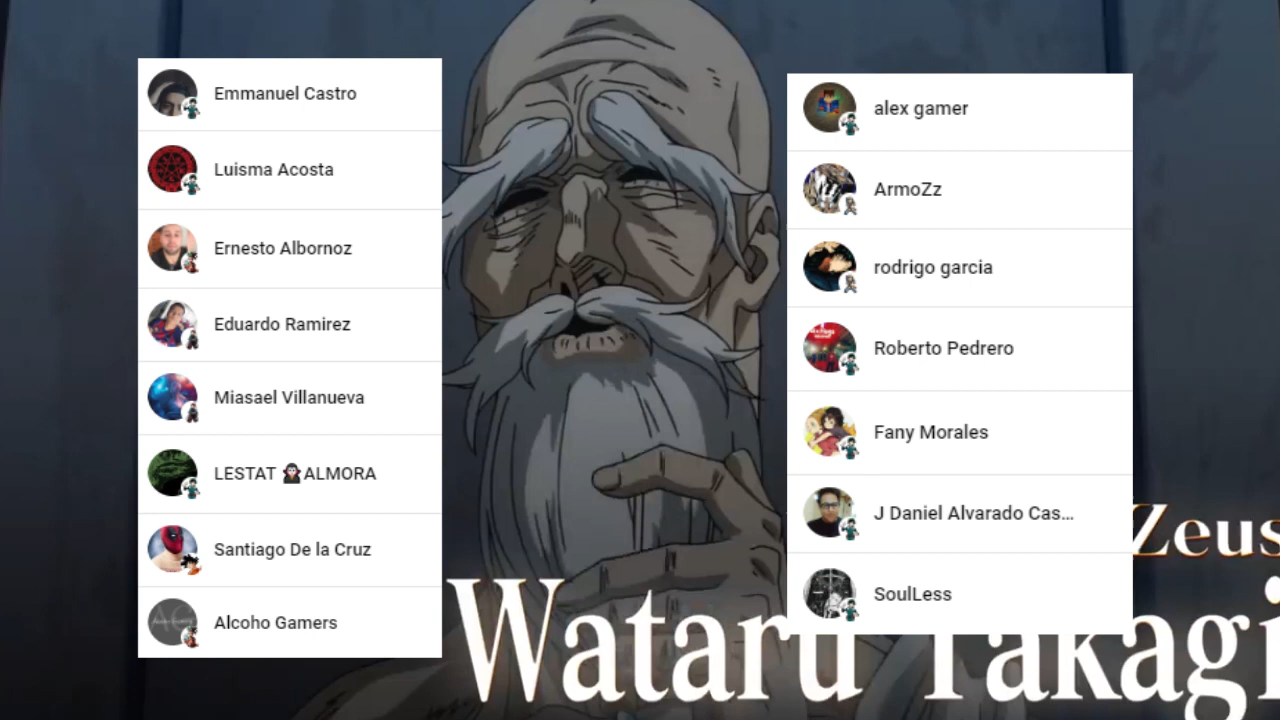 Emmanuel Castro
Luisma Acosta
Ernesto Albornoz
Eduardo Ramirez
Miasael Villanueva
LESTAT 🧛ALMORA
Santiago De la Cruz
Alcoho Gamers
alex gamer
ArmoZz
rodrigo garcia
Roberto Pedrero
Fany Morales
J Daniel Alvarado Cas...
SoulLess
Zeus
Wataru Takagi